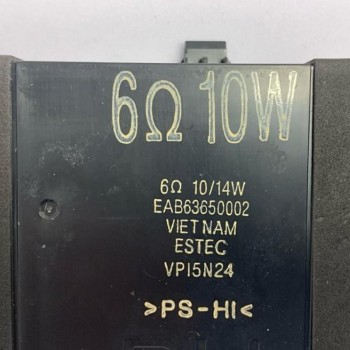 6Ω 10W
6Ω 10/14W
EAB63650002
VIET NAM
ESTEC
VPI5N24
>PS-HI<